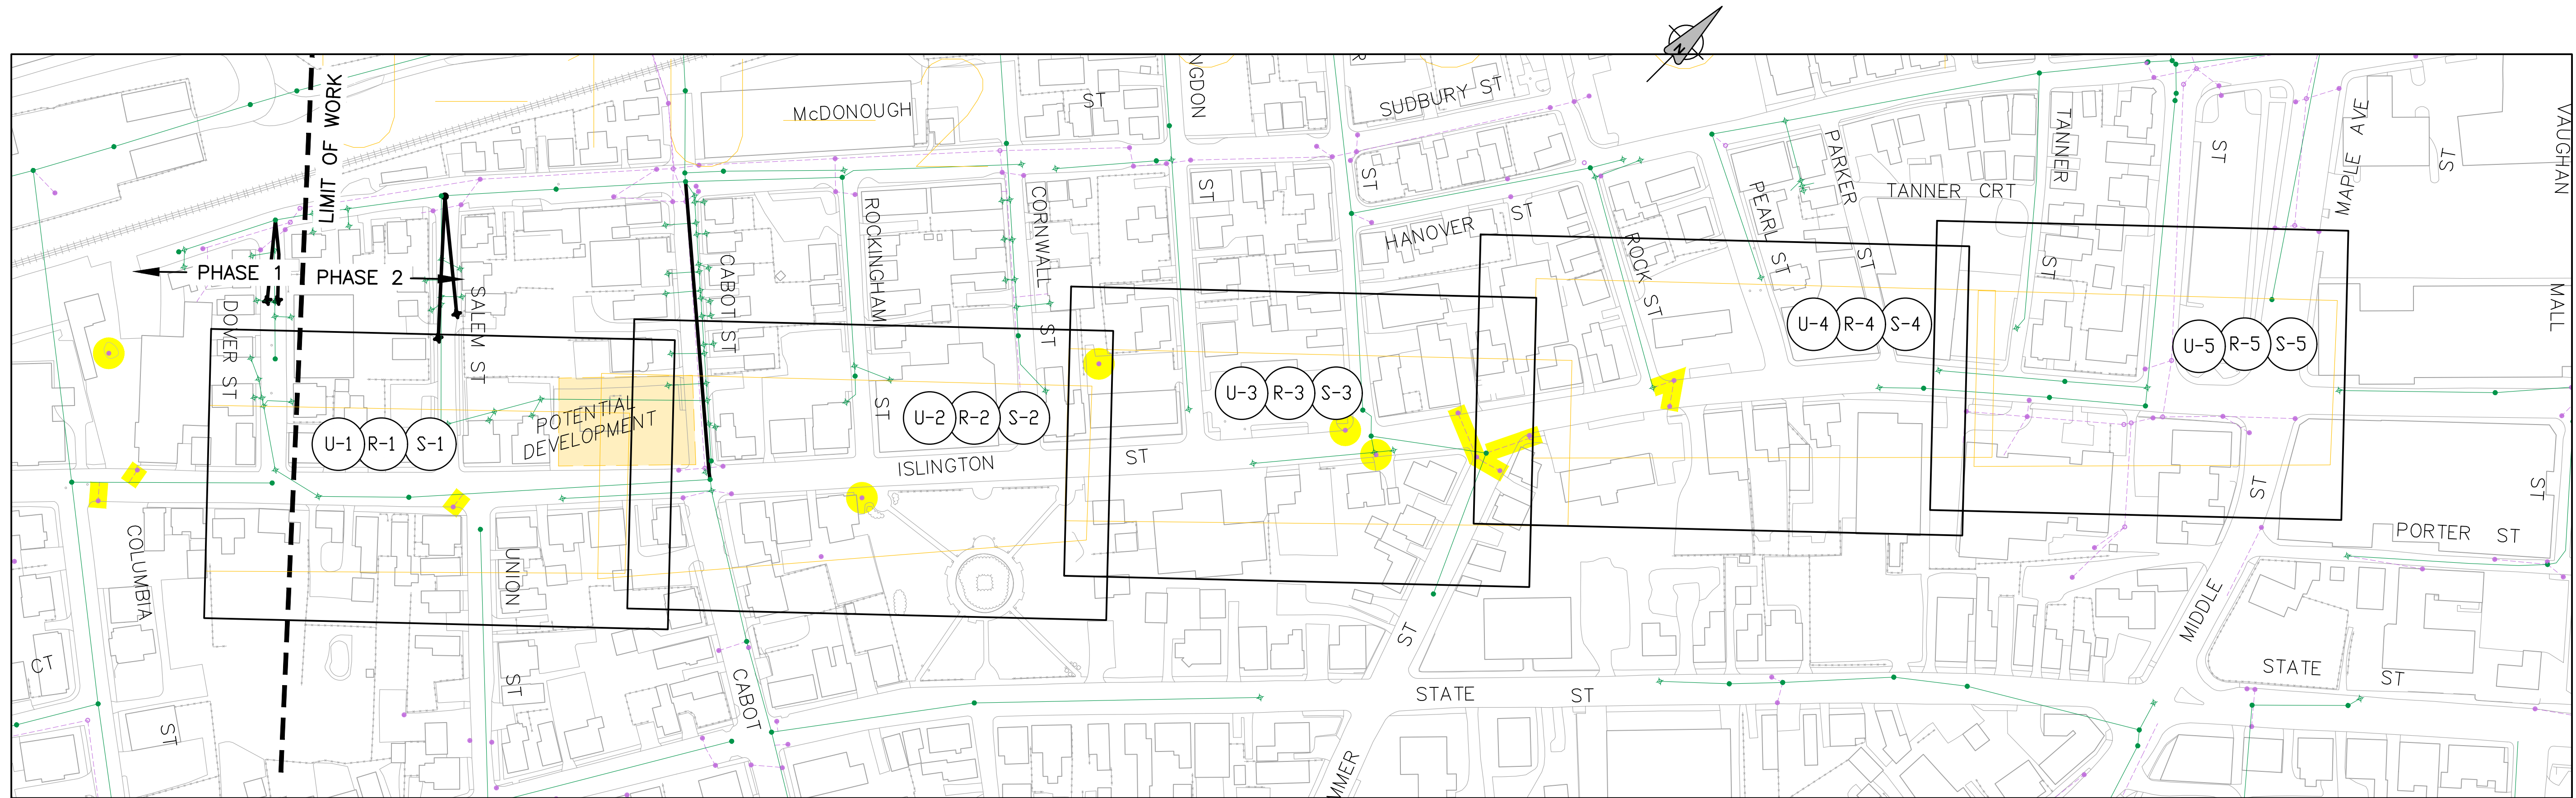 N
LIMIT OF WORK
McDONOUGH
ST
NGDON
ST
SUDBURY ST
ST
HANOVER
ST
ROCK ST
PEARL ST
PARKER
ST
TANNER CRT
TANNER
ST
ST
MAPLE AVE
ST
VAUGHAN
MALL
PHASE 1
PHASE 2
DOVER ST
SALEM ST
CABOT ST
ROCKINGHAM
ST
CORNWALL
ST
U-1
R-1
S-1
POTENTIAL
DEVELOPMENT
U-2
R-2
S-2
U-3
R-3
S-3
U-4
R-4
S-4
U-5
R-5
S-5
ISLINGTON
ST
COLUMBIA
ST
CT
UNION
ST
CABOT
ST
MMER
STATE
ST
MIDDLE
ST
PORTER
ST
ST
STATE
ST